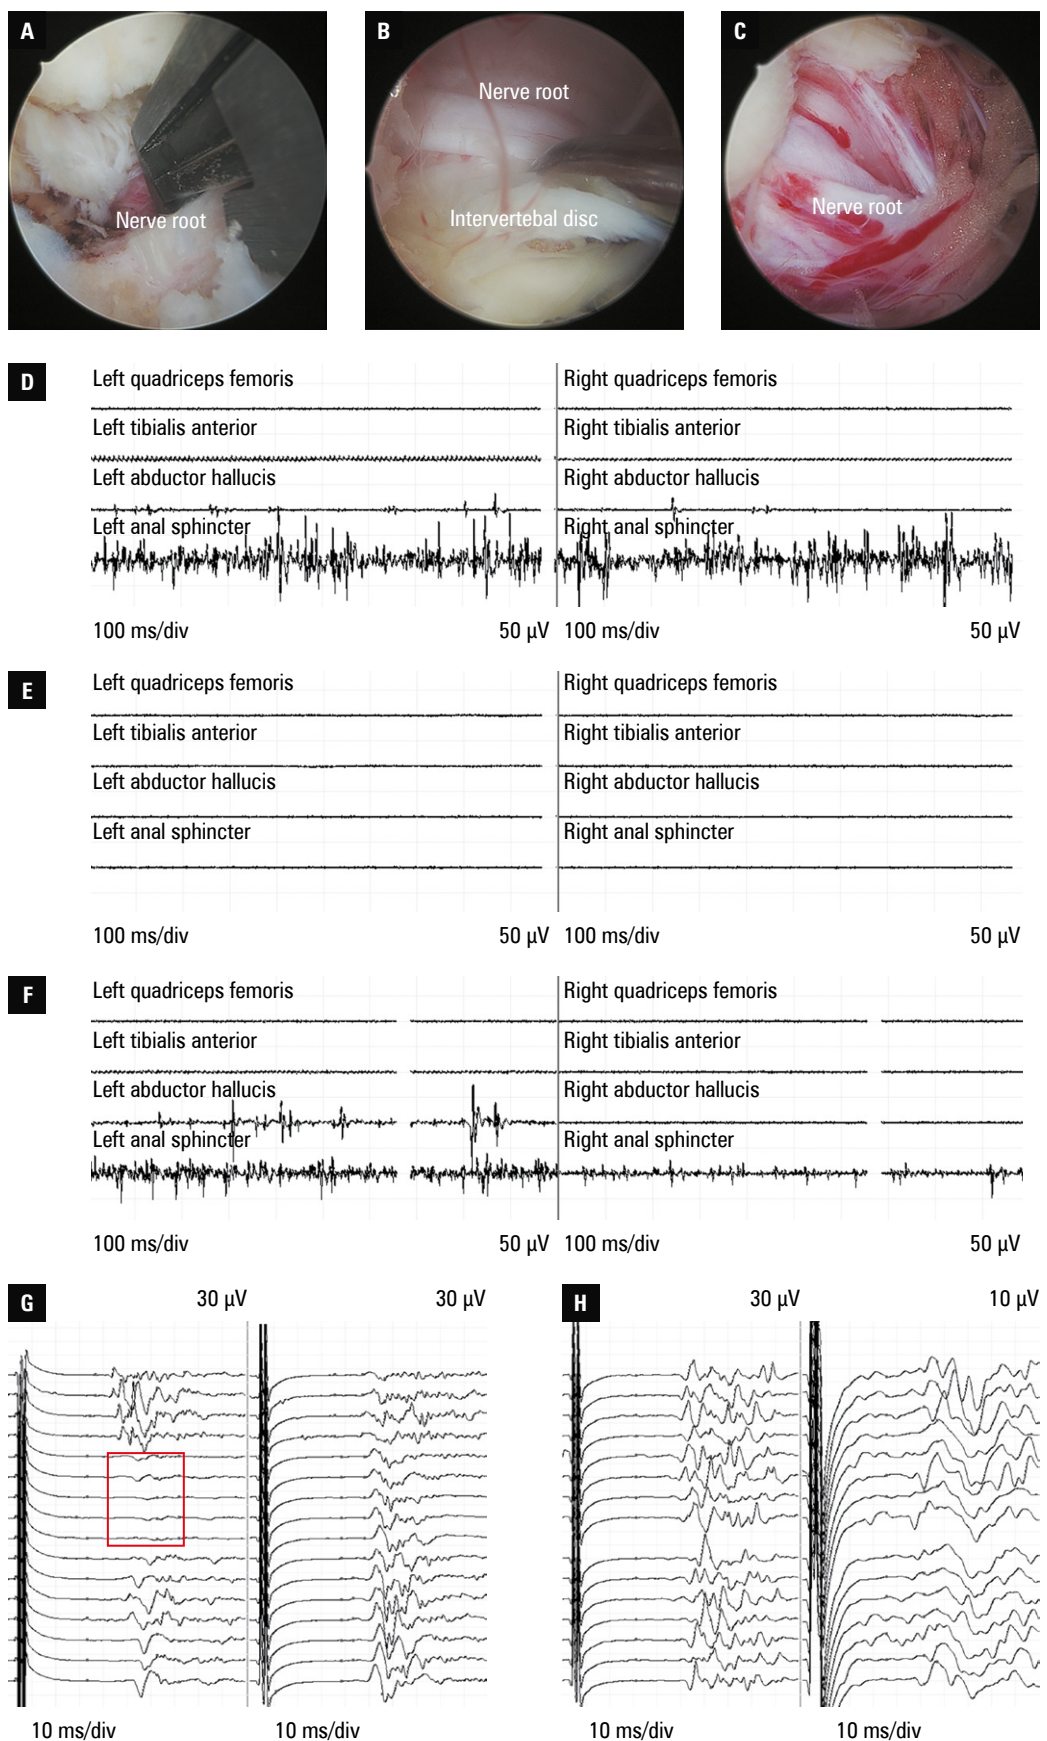 A
B
C
Nerve root
Nerve root
Intervertebal disc
Nerve root
D
Left quadriceps femoris
Right quadriceps femoris
Left tibialis anterior
Right tibialis anterior
Left abductor hallucis
Right abductor hallucis
Left anal sphincter
Right anal sphincter
100 ms/div
50 µV
100 ms/div
50 µV
E
Left quadriceps femoris
Right quadriceps femoris
Left tibialis anterior
Right tibialis anterior
Left abductor hallucis
Right abductor hallucis
Left anal sphincter
Right anal sphincter
100 ms/div
50 µV
100 ms/div
50 µV
F
Left quadriceps femoris
Right quadriceps femoris
Left tibialis anterior
Right tibialis anterior
Left abductor hallucis
Right abductor hallucis
Left anal sphincter
Right anal sphincter
100 ms/div
50 µV
100 ms/div
50 µV
G
30 µV
30 µV
H
30 µV
10 µV
10 ms/div
10 ms/div
10 ms/div
10 ms/div